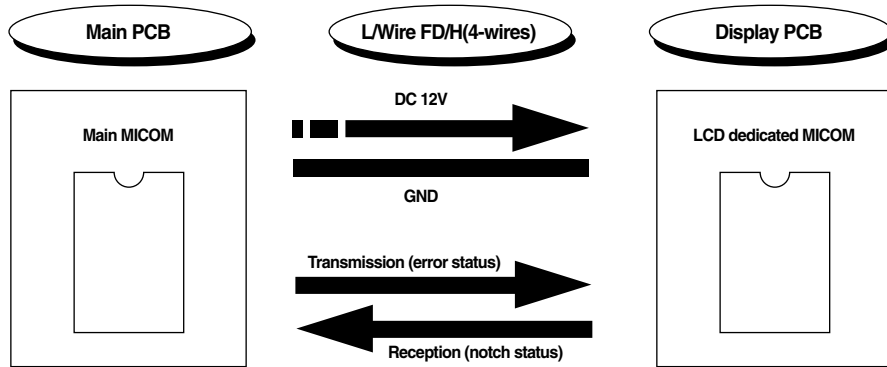 Main PCB
L/Wire FD/H(4-wires)
Display PCB
Main MICOM
DC 12V
GND
Transmission (error status)
Reception (notch status)
LCD dedicated MICOM